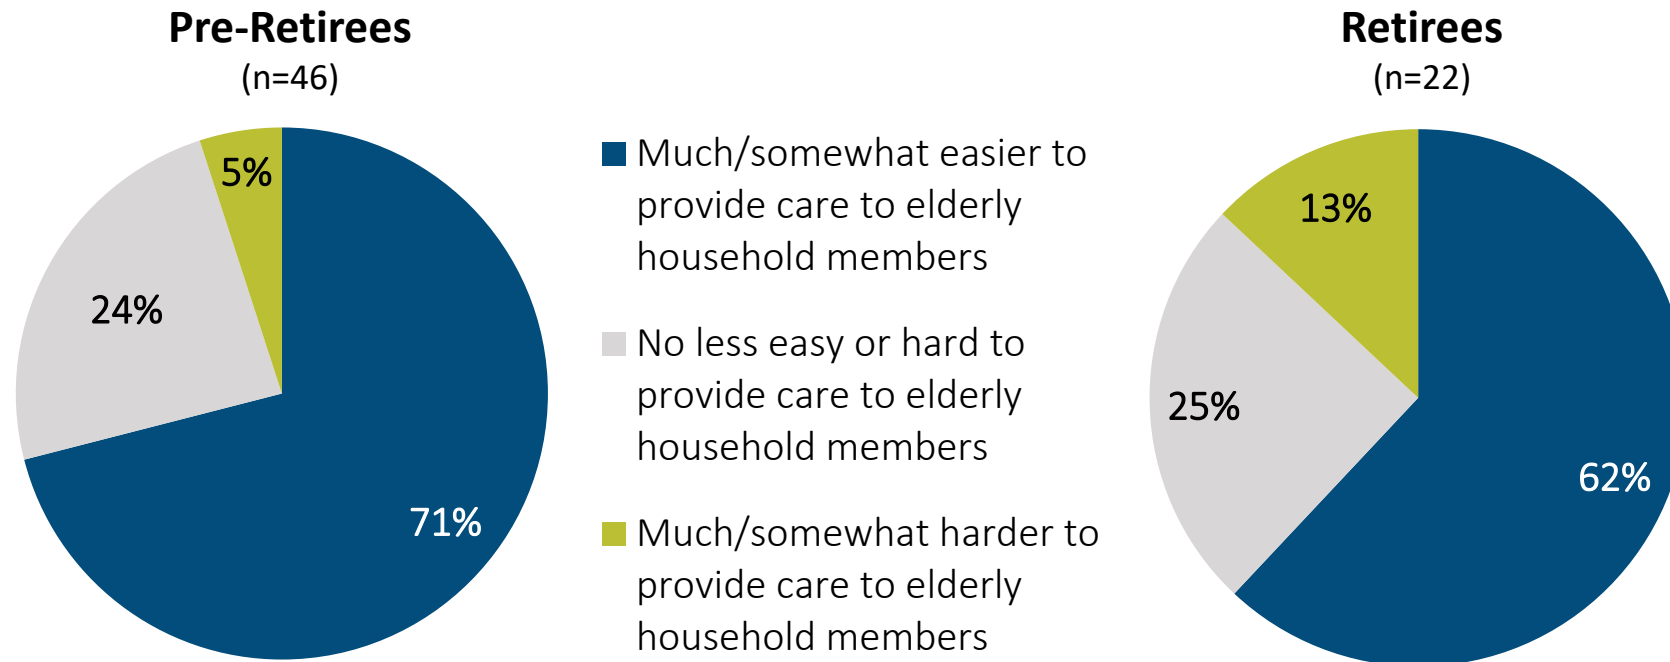 Pre-Retirees
(n=46)
5%
24%
71%
Much/somewhat easier to
provide care to elderly
household members
No less easy or hard to
provide care to elderly
household members
Much/somewhat harder to
provide care to elderly
household members
Retirees
(n=22)
13%
25%
62%